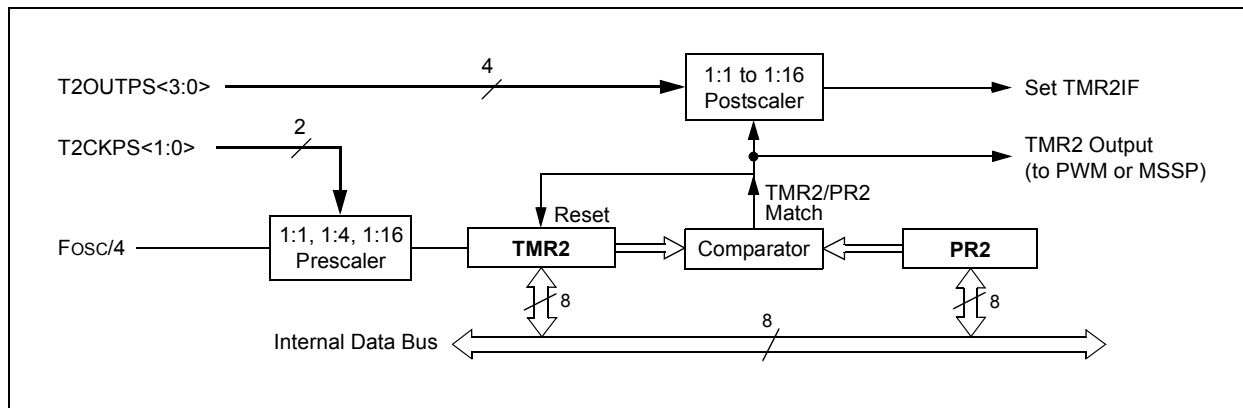 T2OUTPS<3:0>
4
1:1 to 1:16
Postscaler
Set TMR2IF
T2CKPS<1:0>
2
TMR2 Output
(to PWM or MSSP)
TMR2/PR2
Match
Reset
FOSC/4
1:1, 1:4, 1:16
Prescaler
TMR2
Comparator
PR2
8
8
8
Internal Data Bus